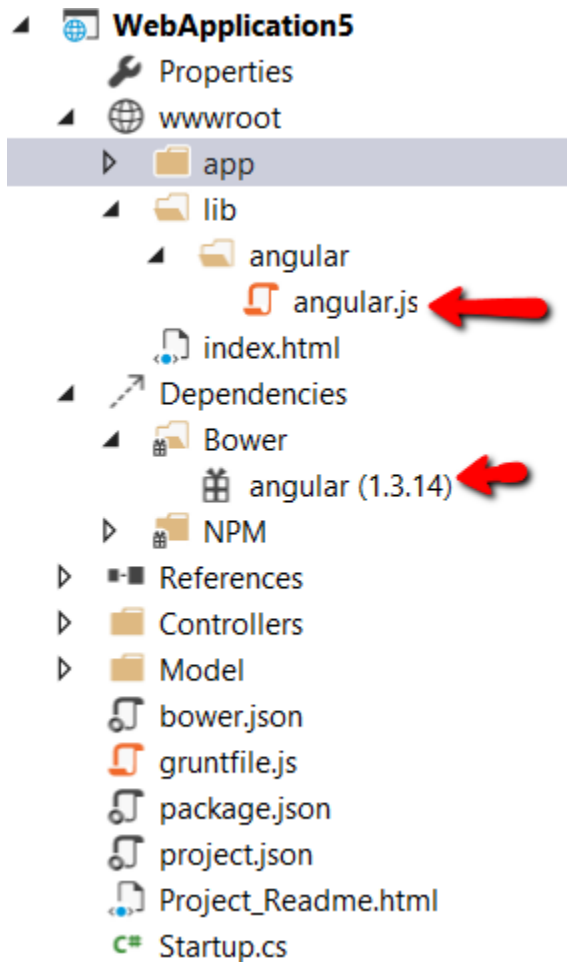 WebApplication5
Properties
wwwroot
app
lib
angular
angular.js
index.html
Dependencies
Bower
angular (1.3.14)
NPM
References
Controllers
Model
bower.json
gruntfile.js
package.json
project.json
Project_Readme.html
C# Startup.cs